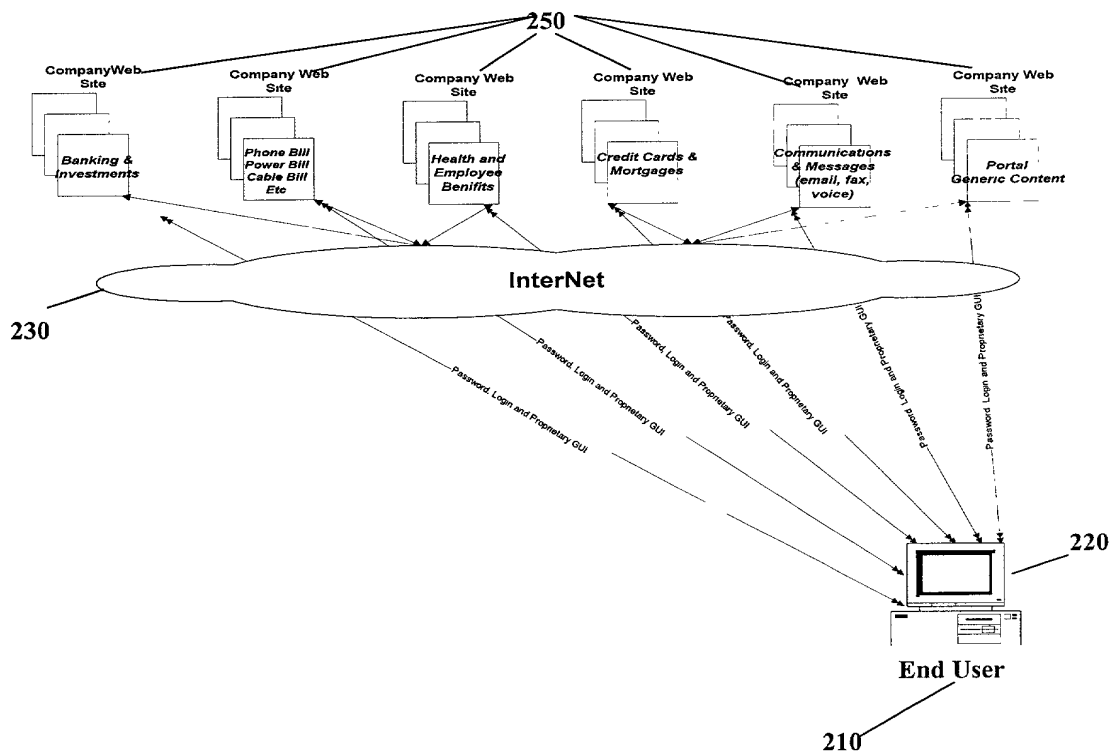 250
CompanyWeb
Site
Company Web
Site
Company Web
Site
Company Web
Site
Company Web
Site
Company Web
Site
Banking &
Investments
Phone Bill
Power Bill
Cable Bill
Etc
Health and
Employee
Benifits
Credit Cards &
Mortgages
Communications
& Messages
(email, fax,
voice)
Portal
Generic Content
InterNet
230
Password, Login and Proprietary GUI
Password, Login and Proprietary GUI
Password, Login and Proprietary GUI
Password, Login and Proprietary GUI
Password Login and Proprietary GUI
Password Login and Proprietary GUI
220
End User
210